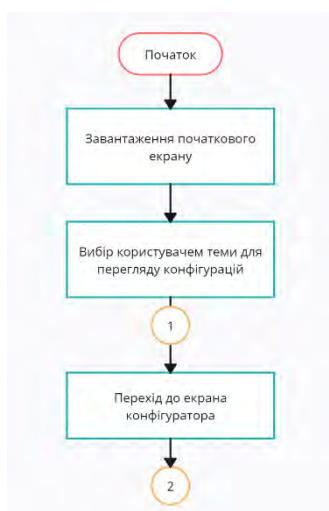 Початок
Завантаження початкового
екрану
Вибір користувачем теми для
перегляду конфігурацій
1
Перехід до екрана
конфігуратора
2